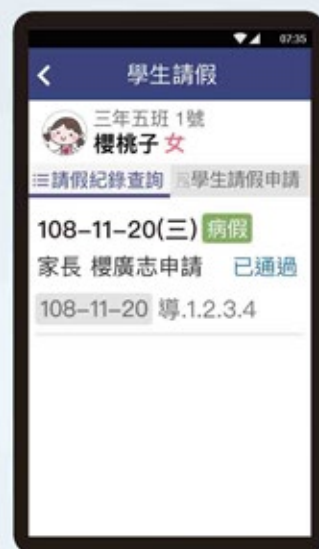 07:35
學生請假
三年五班 1號
櫻桃子 女
請假紀錄查詢 學生請假申請
108-11-20(三) 病假
家長 櫻廣志申請 已通過
108-11-20 導.1.2.3.4